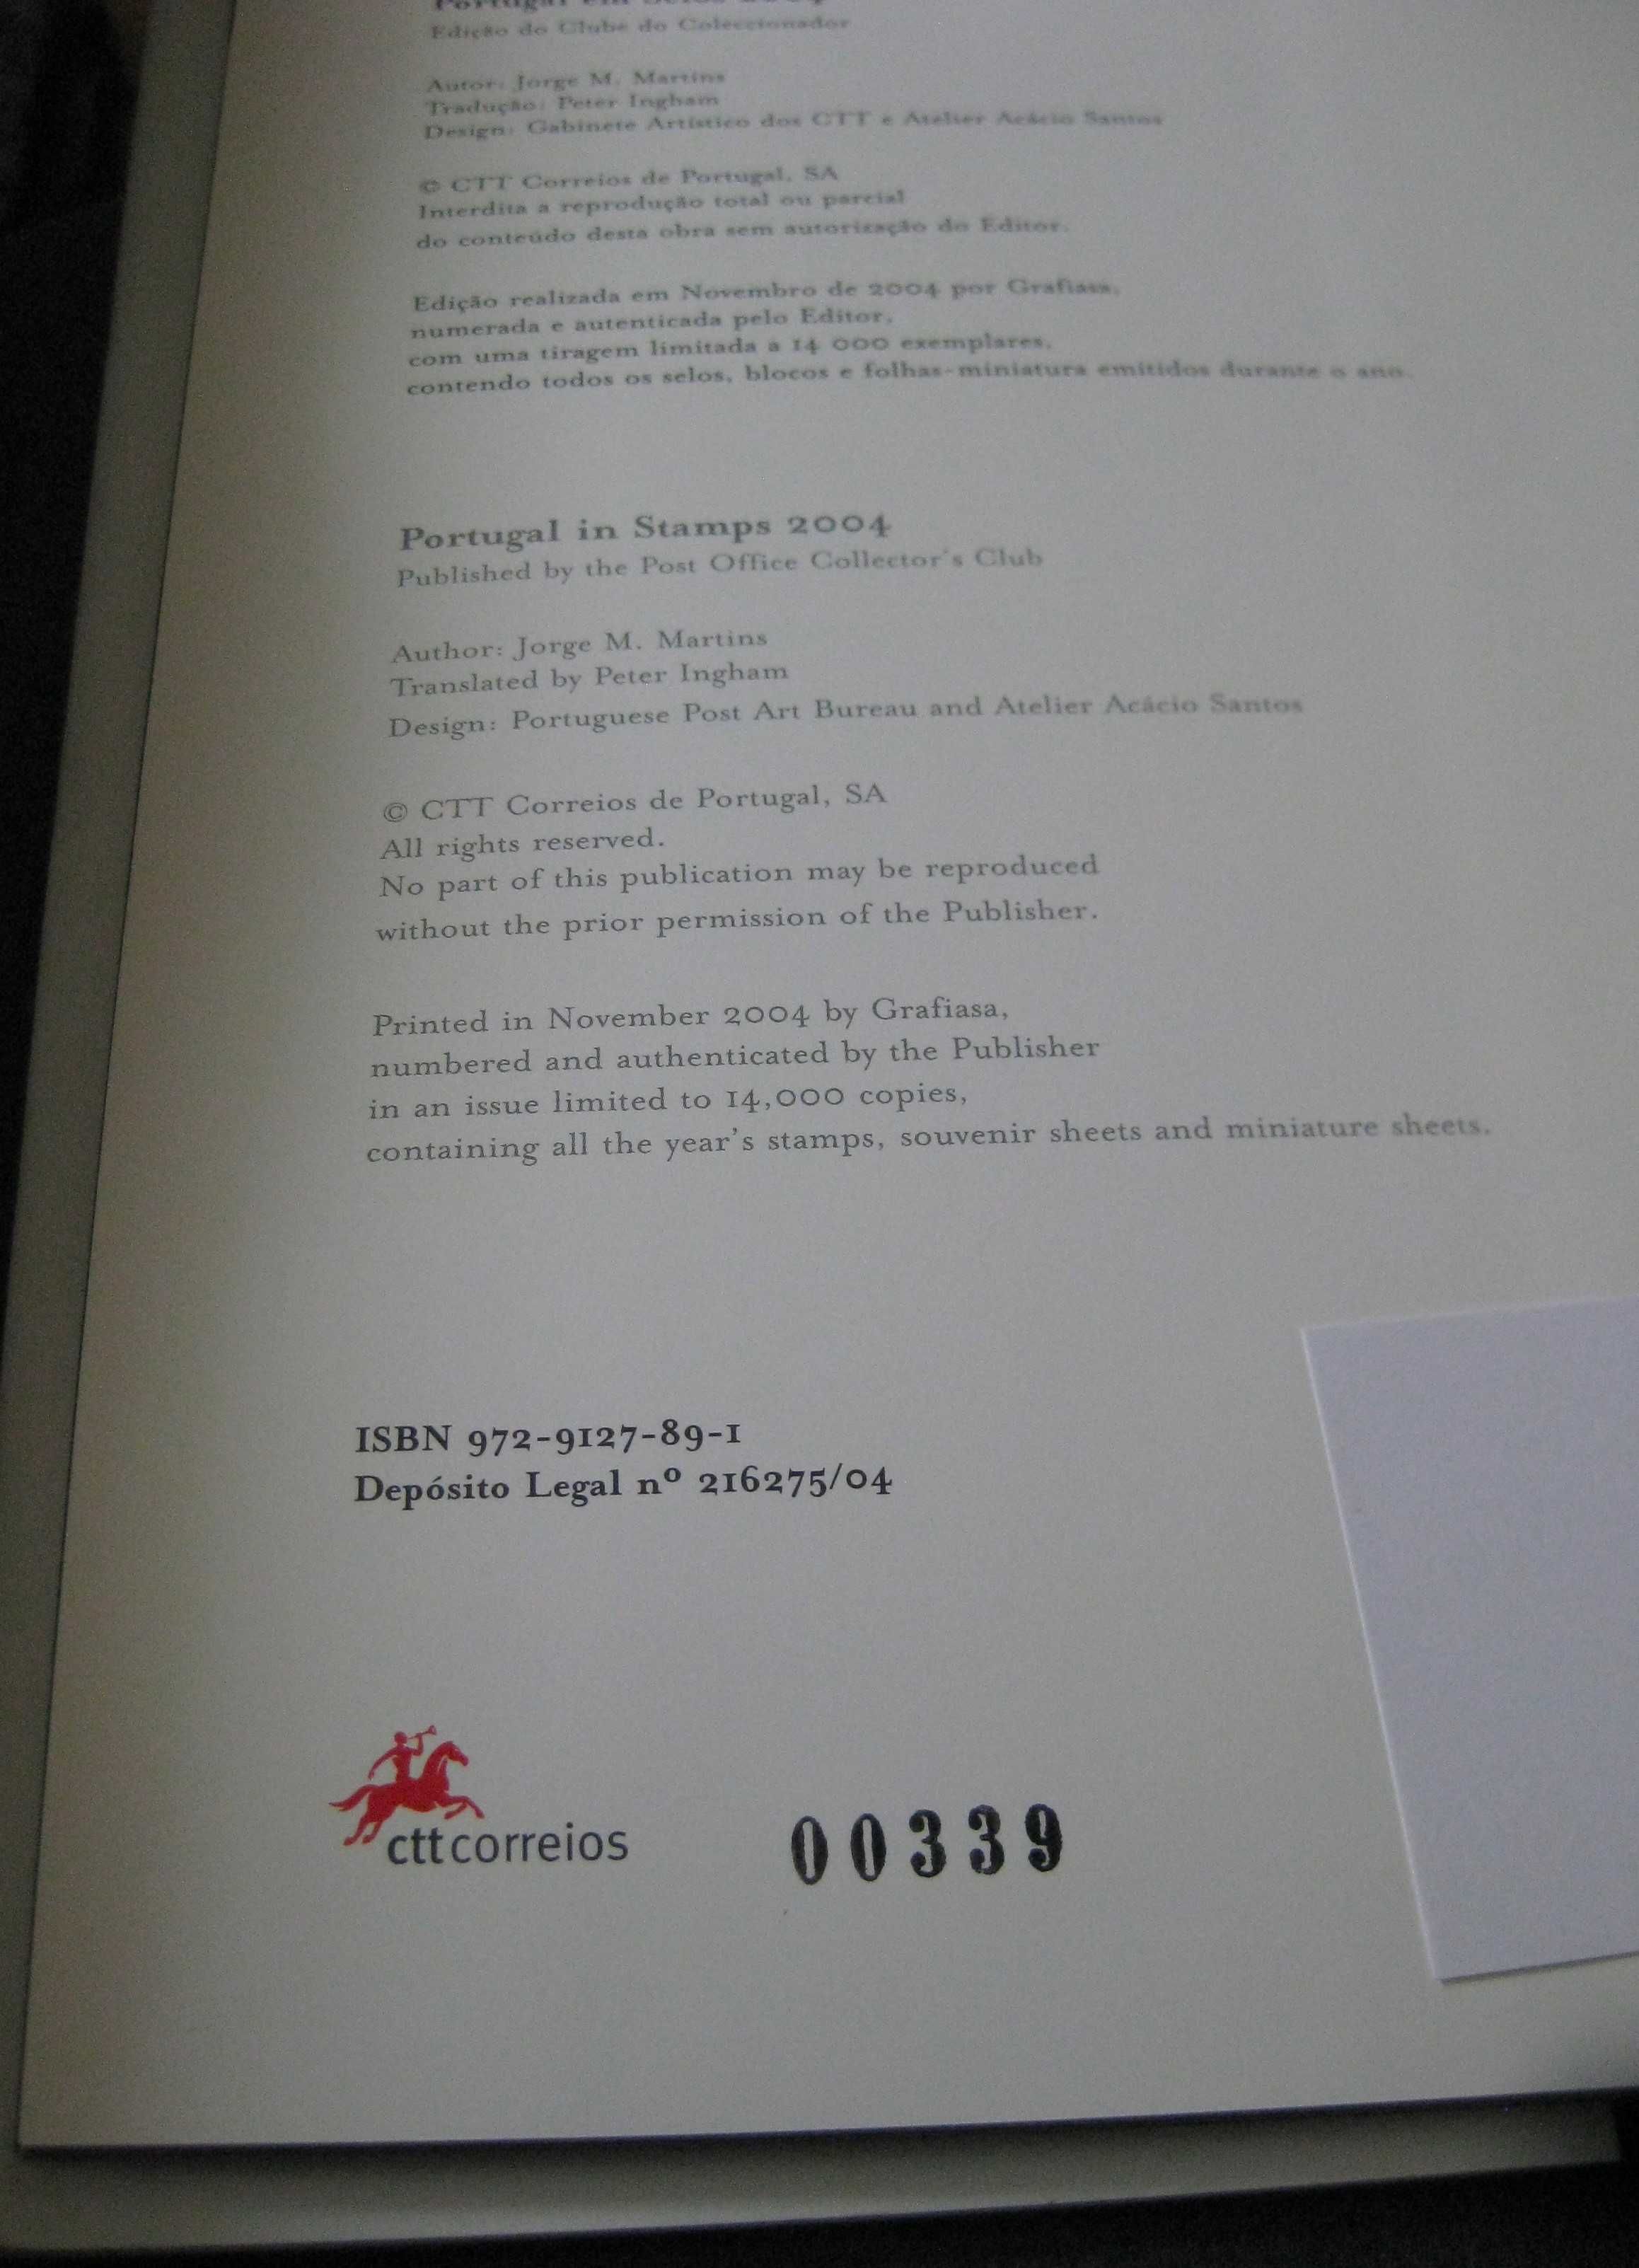 Portugal em Selos 2004
Edição do Clube do Coleccionador
Autor: Jorge M. Martins
Tradução: Peter Ingham
Design: Gabinete Artístico dos CTT e Atelier Acácio Santos
© CTT Correios de Portugal, SA
Interdita a reprodução total ou parcial
do conteúdo desta obra sem autorização do Editor.
Edição realizada em Novembro de 2004 por Grafiasa,
numerada e autenticada pelo Editor,
com uma tiragem limitada a 14 000 exemplares,
contendo todos os selos, blocos e folhas-miniatura emitidos durante o ano.
Portugal in Stamps 2004
Published by the Post Office Collector's Club
Author: Jorge M. Martins
Translated by Peter Ingham
Design: Portuguese Post Art Bureau and Atelier Acácio Santos
© CTT Correios de Portugal, SA
All rights reserved.
No part of this publication may be reproduced
without the prior permission of the Publisher.
Printed in November 2004 by Grafiasa,
numbered and authenticated by the Publisher
in an issue limited to 14,000 copies,
containing all the year's stamps, souvenir sheets and miniature sheets.
ISBN 972-9127-89-1
Depósito Legal nº 216275/04
ctt correios
00339